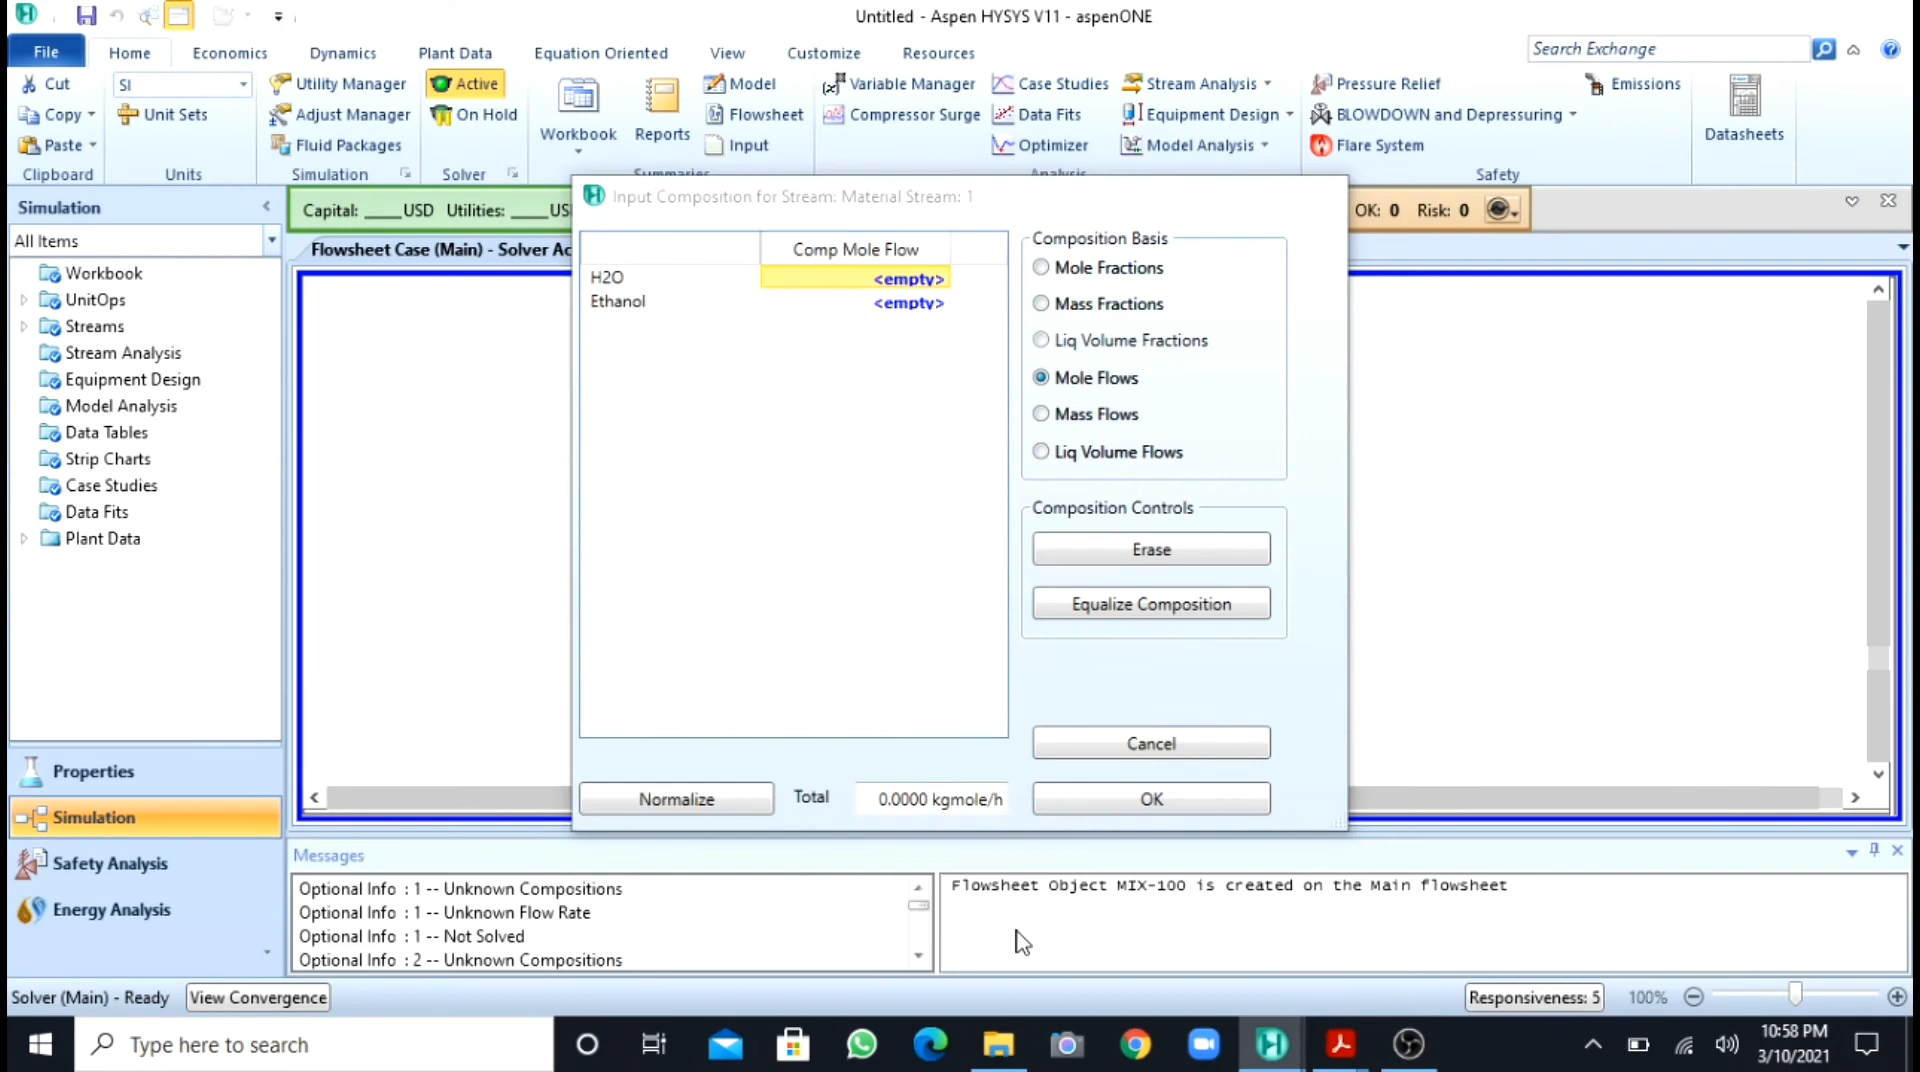 Untitled - Aspen HYSYS V11 - aspenONE
File Home Economics Dynamics Plant Data Equation Oriented View Customize Resources Search Exchange
Cut
Copy
Paste
Clipboard
SI
Unit Sets
Units
Utility Manager
Adjust Manager
Fluid Packages
Simulation
Active
On Hold
Solver
Workbook
Reports
Model
Flowsheet
Input
Summaries
Variable Manager
Compressor Surge
Case Studies
Data Fits
Optimizer
Stream Analysis
Equipment Design
Model Analysis
Analysis
Pressure Relief
BLOWDOWN and Depressuring
Flare System
Emissions
Safety
Datasheets
Simulation
All Items
Workbook
UnitOps
Streams
Stream Analysis
Equipment Design
Model Analysis
Data Tables
Strip Charts
Case Studies
Data Fits
Plant Data
Properties
Simulation
Safety Analysis
Energy Analysis
Capital: ____USD Utilities: ____US
OK: 0 Risk: 0
Flowsheet Case (Main) - Solver Ac
Input Composition for Stream: Material Stream: 1
Comp Mole Flow
H2O <empty>
Ethanol <empty>
Composition Basis
Mole Fractions
Mass Fractions
Liq Volume Fractions
Mole Flows
Mass Flows
Liq Volume Flows
Composition Controls
Erase
Equalize Composition
Cancel
Normalize Total 0.0000 kgmole/h OK
Messages
Optional Info : 1 -- Unknown Compositions
Optional Info : 1 -- Unknown Flow Rate
Optional Info : 1 -- Not Solved
Optional Info : 2 -- Unknown Compositions
Flowsheet Object MIX-100 is created on the Main flowsheet
Solver (Main) - Ready View Convergence Responsiveness: 5 100%
Type here to search
10:58 PM
3/10/2021